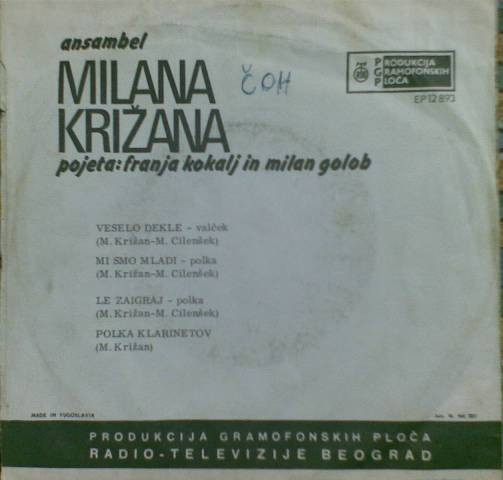 ansambel
MILANA
KRIŽANA
ČOH
PRODUKCIJA
GRAMOFONSKIH
PLOČA
EP 12 893
pojeta: franja kokalj in milan golob
VESELO DEKLE – valček
(M. Križan-M. Cilenšek)
MI SMO MLADI – polka
(M. Križan-M. Cilenšek)
LE ZAIGRAJ – polka
(M. Križan-M. Cilenšek)
POLKA KLARINETOV
(M. Križan)
MADE IN YUGOSLAVIA
PRODUKCIJA GRAMOFONSKIH PLOČA
RADIO-TELEVIZIJE BEOGRAD